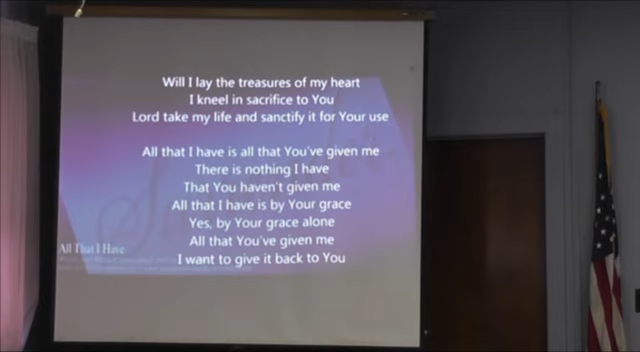 Will I lay the treasures of my heart
I kneel in sacrifice to You
Lord take my life and sanctify it for Your use
All that I have is all that You've given me
There is nothing I have
That You haven't given me
All that I have is by Your grace
Yes, by Your grace alone
All that You've given me
I want to give it back to You
All That I Have